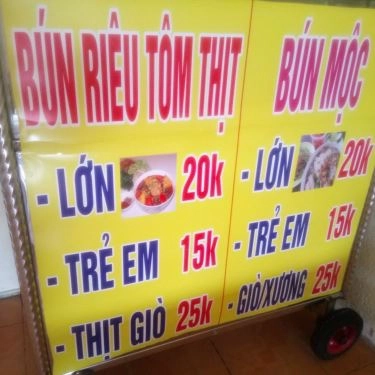 BÚN RIÊU TÔM THỊT
- LỚN 20k
- TRẺ EM 15k
- THỊT GIÒ 25k
BÚN MỘC
- LỚN 20k
- TRẺ EM 15k
- GIÒ/XƯƠNG 25k